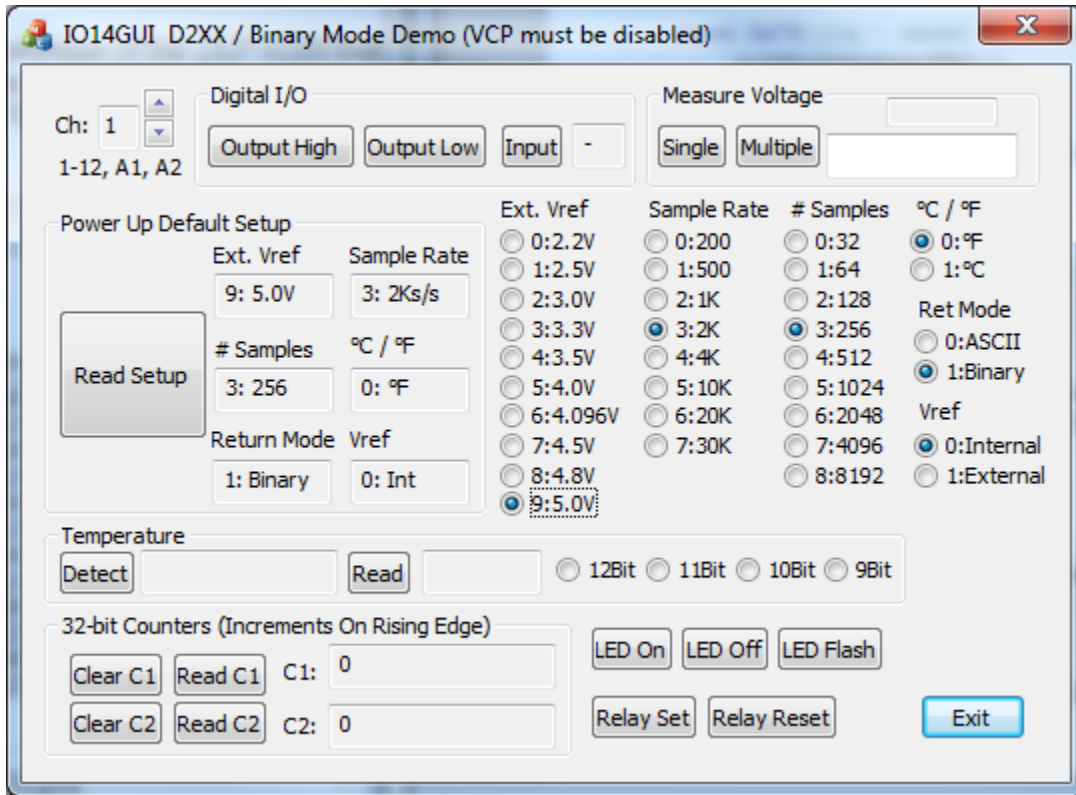 IO14GUI D2XX / Binary Mode Demo (VCP must be disabled)
Ch: 1
1-12, A1, A2
Digital I/O
Output High
Output Low
Input
-
Measure Voltage
Single
Multiple
Power Up Default Setup
Read Setup
Ext. Vref
9: 5.0V
Sample Rate
3: 2Ks/s
# Samples
3: 256
ºC / ºF
0: ºF
Return Mode
1: Binary
Vref
0: Int
Ext. Vref
0:2.2V
1:2.5V
2:3.0V
3:3.3V
4:3.5V
5:4.0V
6:4.096V
7:4.5V
8:4.8V
9:5.0V
Sample Rate
0:200
1:500
2:1K
3:2K
4:4K
5:10K
6:20K
7:30K
# Samples
0:32
1:64
2:128
3:256
4:512
5:1024
6:2048
7:4096
8:8192
ºC / ºF
0:ºF
1:ºC
Ret Mode
0:ASCII
1:Binary
Vref
0:Internal
1:External
Temperature
Detect
Read
12Bit
11Bit
10Bit
9Bit
32-bit Counters (Increments On Rising Edge)
Clear C1
Read C1
C1: 0
Clear C2
Read C2
C2: 0
LED On
LED Off
LED Flash
Relay Set
Relay Reset
Exit